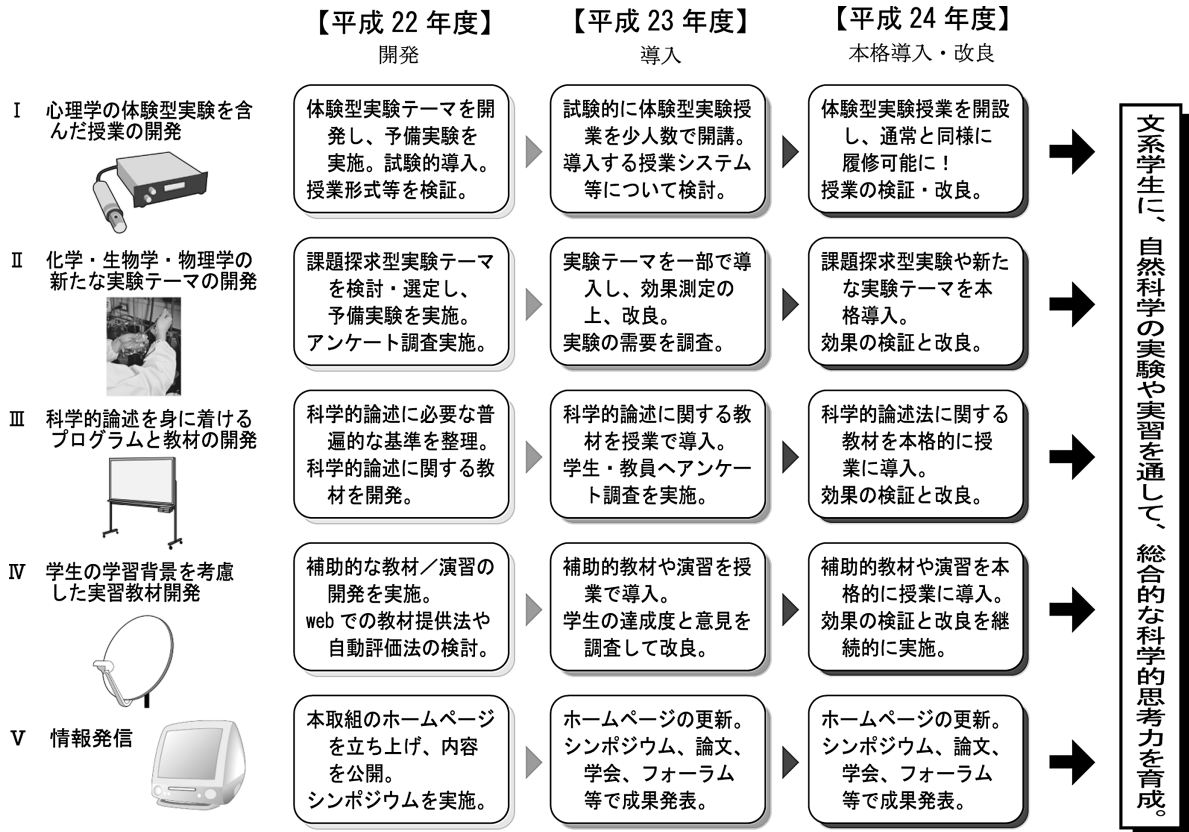 【平成 22 年度】
開発
【平成 23 年度】
導入
【平成 24 年度】
本格導入・改良
Ⅰ 心理学の体験型実験を含
んだ授業の開発
体験型実験テーマを開
発し、予備実験を
実施。試験的導入。
授業形式等を検証。
試験的に体験型実験授
業を少人数で開講。
導入する授業システム
等について検討。
体験型実験授業を開設
し、通常と同様に
履修可能に！
授業の検証・改良。
Ⅱ 化学・生物学・物理学の
新たな実験テーマの開発
課題探求型実験テーマ
を検討・選定し、
予備実験を実施。
アンケート調査実施。
実験テーマを一部で導
入し、効果測定の
上、改良。
実験の需要を調査。
課題探求型実験や新た
な実験テーマを本
格導入。
効果の検証と改良。
Ⅲ 科学的論述を身に着ける
プログラムと教材の開発
科学的論述に必要な普
遍的な基準を整理。
科学的論述に関する教
材を開発。
科学的論述に関する教
材を授業で導入。
学生・教員へアンケー
ト調査を実施。
科学的論述法に関する
教材を本格的に授
業に導入。
効果の検証と改良。
Ⅳ 学生の学習背景を考慮
した実習教材開発
補助的な教材／演習の
開発を実施。
web での教材提供法や
自動評価法の検討。
補助的教材や演習を授
業で導入。
学生の達成度と意見を
調査して改良。
補助的教材や演習を本
格的に授業に導入。
効果の検証と改良を継
続的に実施。
Ⅴ 情報発信
本取組のホームページ
を立ち上げ、内容
を公開。
シンポジウムを実施。
ホームページの更新。
シンポジウム、論文、
学会、フォーラム
等で成果発表。
ホームページの更新。
シンポジウム、論文、
学会、フォーラム
等で成果発表。
文系学生に、自然科学の実験や実習を通して、総合的な科学的思考力を育成。